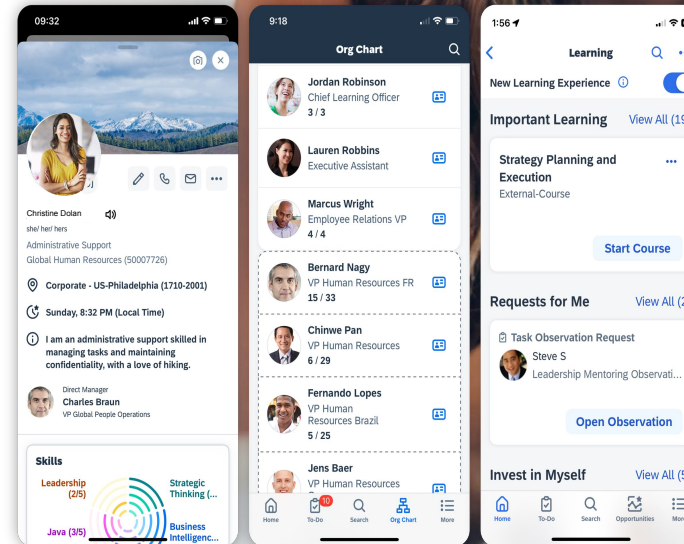 09:32
Christine Dolan
she/ her/ hers
Administrative Support
Global Human Resources (50007726)
Corporate - US-Philadelphia (1710-2001)
Sunday, 8:32 PM (Local Time)
I am an administrative support skilled in
managing tasks and maintaining
confidentiality, with a love of hiking.
Direct Manager
Charles Braun
VP Global People Operations
Skills
Leadership
(2/5)
Strategic
Thinking (...
Java (3/5)
Business
Intelligenc...
9:18
Org Chart
Jordan Robinson
Chief Learning Officer
3 / 3
Lauren Robbins
Executive Assistant
Marcus Wright
Employee Relations VP
4 / 4
Bernard Nagy
VP Human Resources FR
15 / 33
Chinwe Pan
VP Human Resources
6 / 29
Fernando Lopes
VP Human
Resources Brazil
5 / 25
Jens Baer
VP Human Resources
10
Home To-Do Search Org Chart More
1:56
Learning
New Learning Experience
Important Learning View All (19
Strategy Planning and
Execution
External-Course
Start Course
Requests for Me View All (2
Task Observation Request
Steve S
Leadership Mentoring Observati...
Open Observation
Invest in Myself View All (5
Home To-Do Search Opportunities More